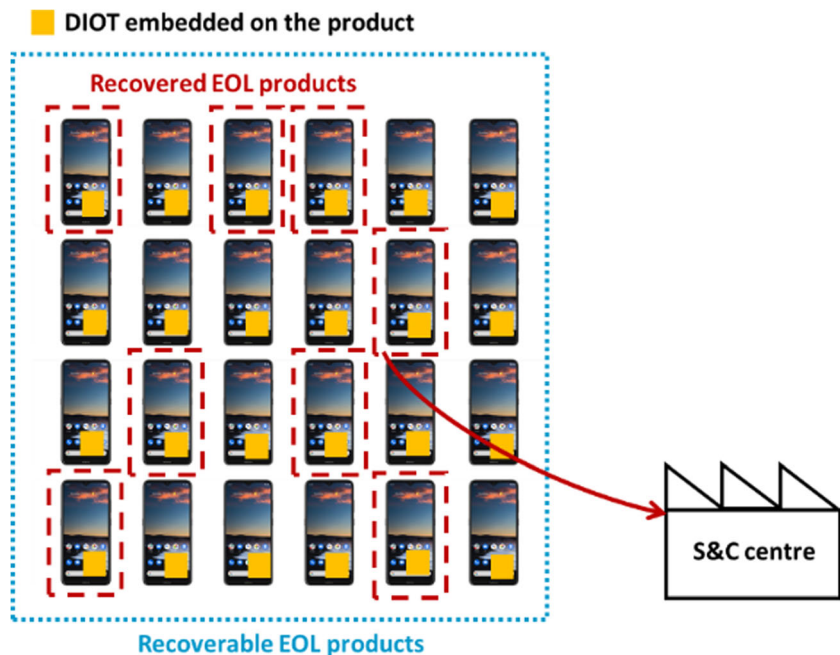 DIOT embedded on the product
Recovered EOL products
S&C centre
Recoverable EOL products